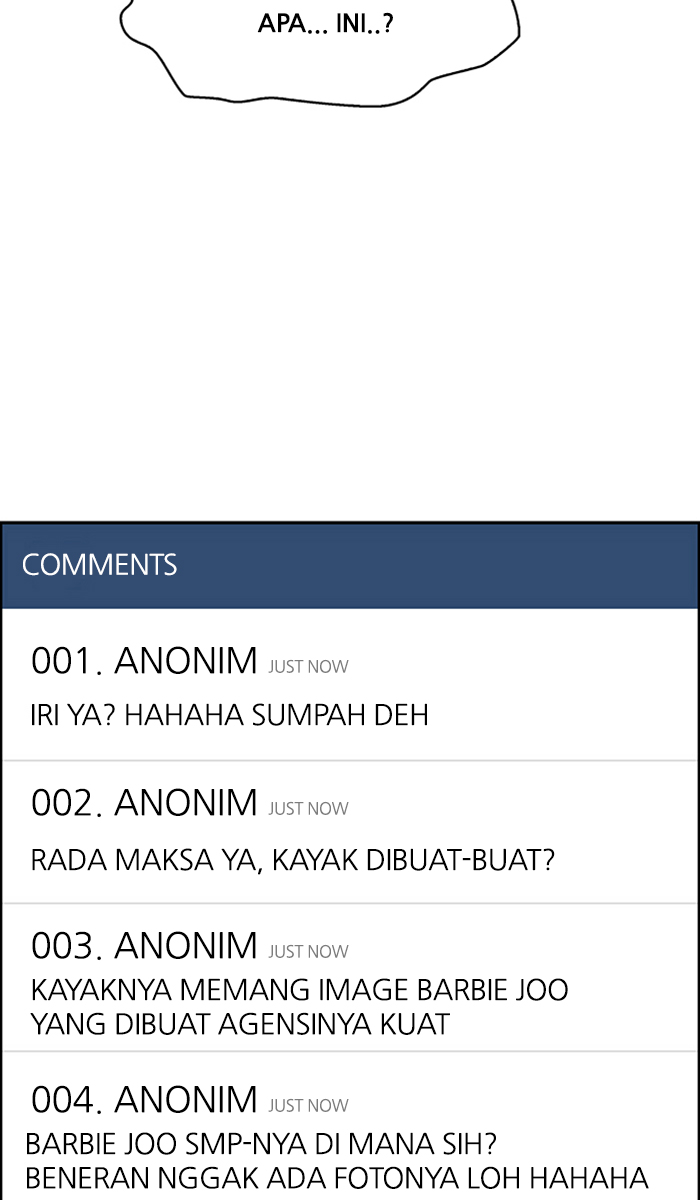 APA... INI..?
COMMENTS
001. ANONIM JUST NOW
IRI YA? HAHAHA SUMPAH DEH
002. ANONIM JUST NOW
RADA MAKSA YA, KAYAK DIBUAT-BUAT?
003. ANONIM JUST NOW
KAYAKNYA MEMANG IMAGE BARBIE JOO
YANG DIBUAT AGENSINYA KUAT
004. ANONIM JUST NOW
BARBIE JOO SMP-NYA DI MANA SIH?
BENERAN NGGAK ADA FOTONYA LOH HAHAHA